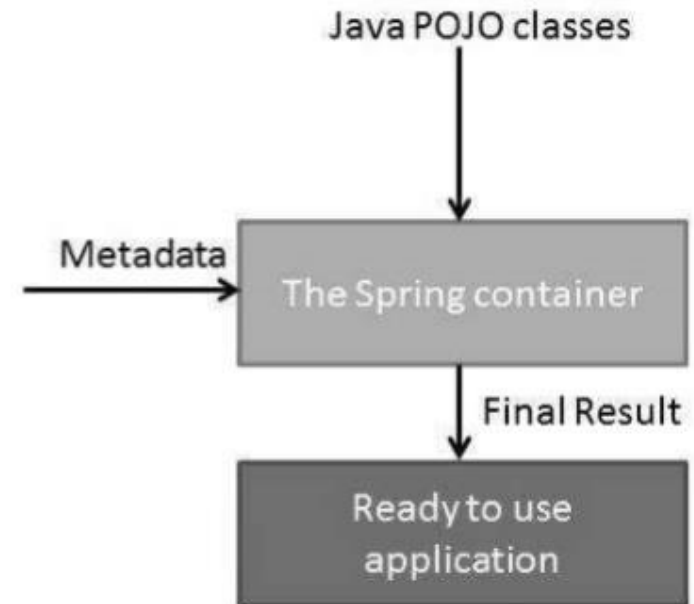 Java POJO classes
Metadata
The Spring container
Final Result
Ready to use
application